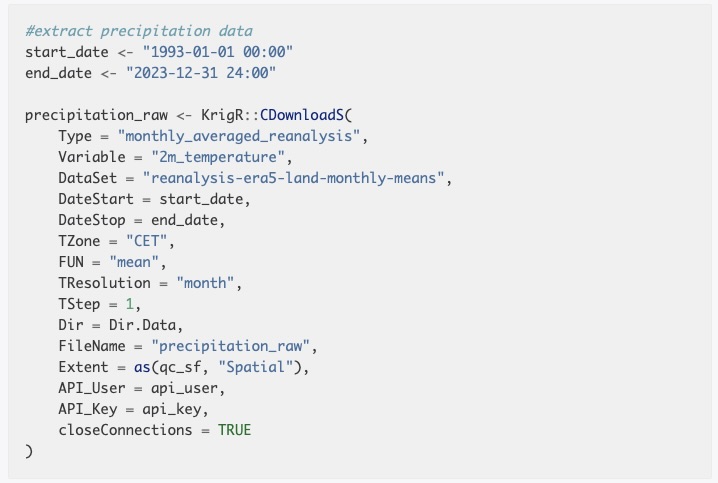 #extract precipitation data
start_date <- "1993-01-01 00:00"
end_date <- "2023-12-31 24:00"

precipitation_raw <- KrigR::CDownloadS(
    Type = "monthly_averaged_reanalysis",
    Variable = "2m_temperature",
    DataSet = "reanalysis-era5-land-monthly-means",
    DateStart = start_date,
    DateStop = end_date,
    TZone = "CET",
    FUN = "mean",
    TResolution = "month",
    TStep = 1,
    Dir = Dir.Data,
    FileName = "precipitation_raw",
    Extent = as(qc_sf, "Spatial"),
    API_User = api_user,
    API_Key = api_key,
    closeConnections = TRUE
)